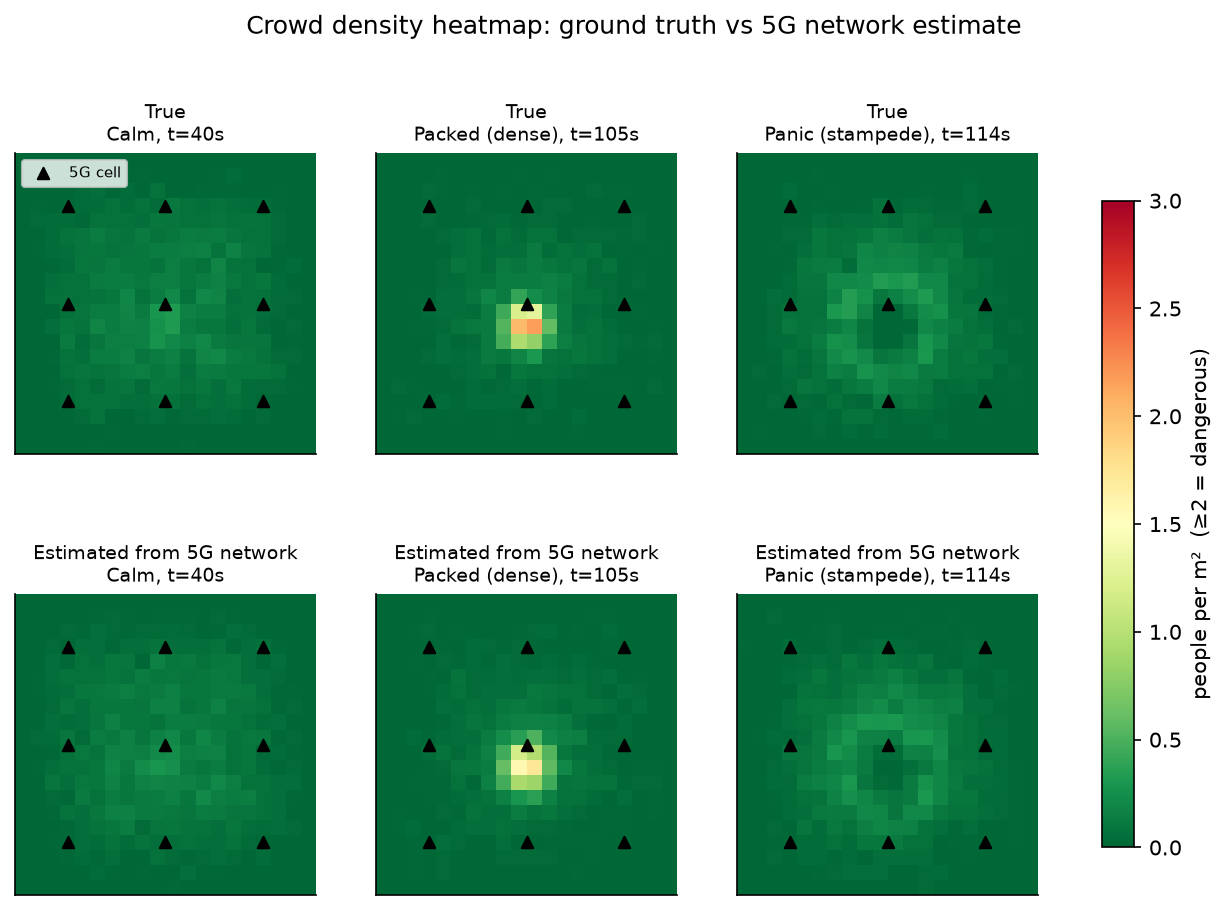 Crowd density heatmap: ground truth vs 5G network estimate
True
Calm, t=40s
True
Packed (dense), t=105s
True
Panic (stampede), t=114s
5G cell
Estimated from 5G network
Calm, t=40s
Estimated from 5G network
Packed (dense), t=105s
Estimated from 5G network
Panic (stampede), t=114s
3.0
2.5
2.0
1.5
1.0
0.5
0.0
people per m² (≥2 = dangerous)